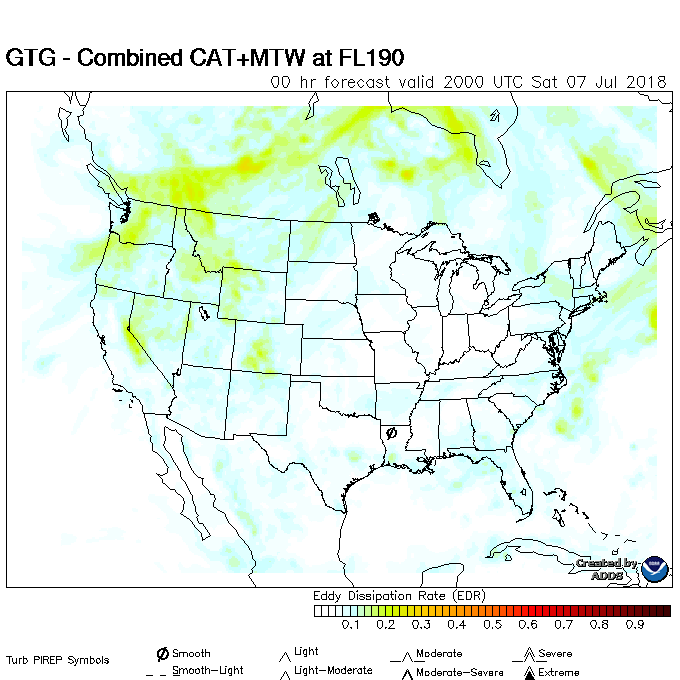 GTG - Combined CAT+MTW at FL190
00 hr forecast valid 2000 UTC Sat 07 Jul 2018
Created by
ADDS
Eddy Dissipation Rate (EDR)
0.1 0.2 0.3 0.4 0.5 0.6 0.7 0.8 0.9
Turb PIREP Symbols
Smooth Light Moderate Severe
Smooth-Light Light-Moderate Moderate-Severe Extreme